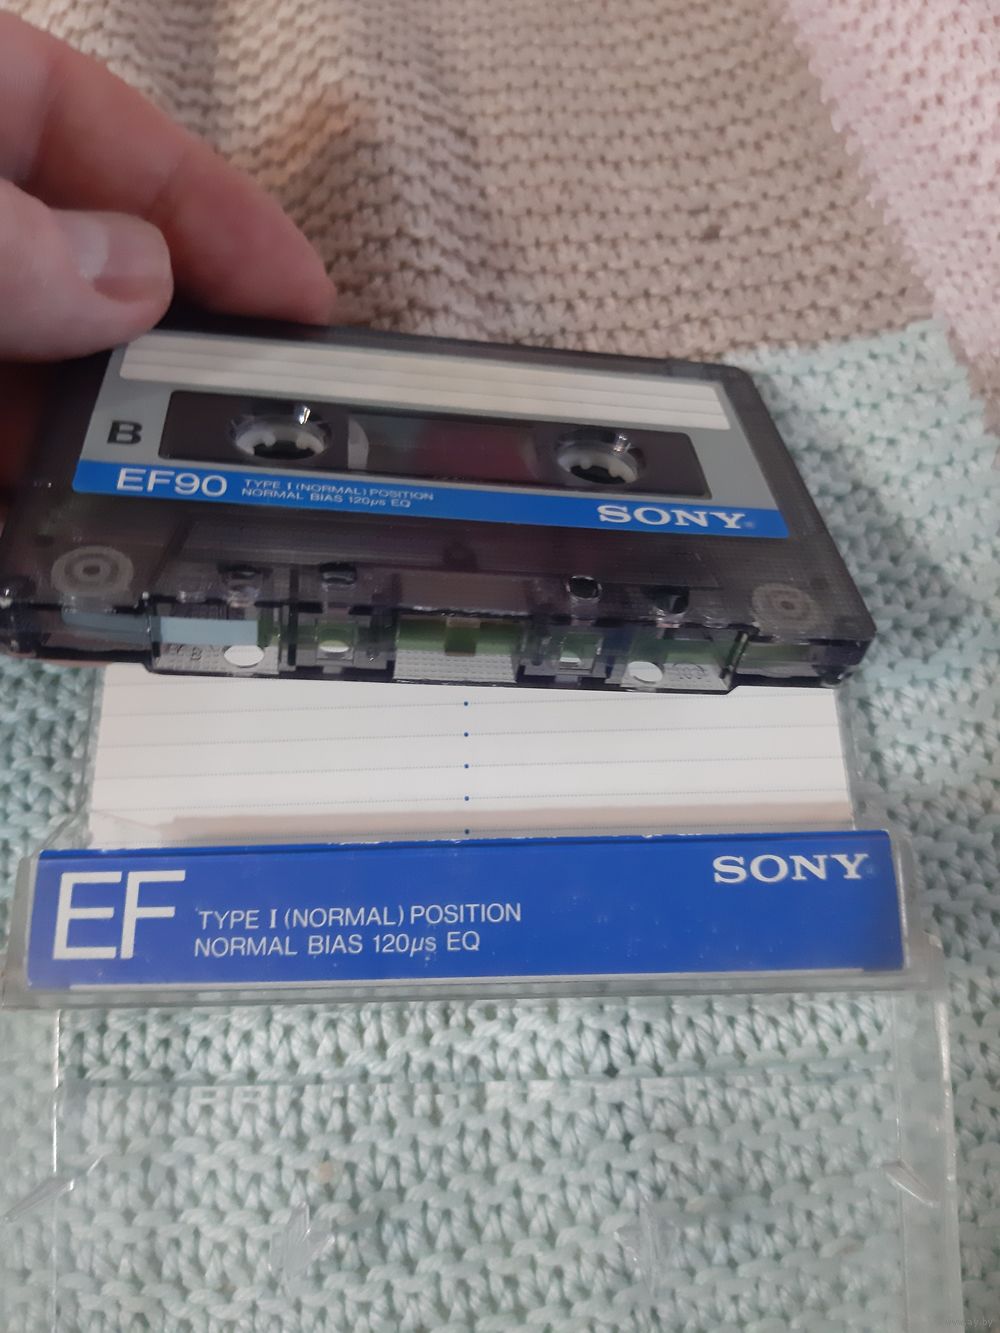 B
EF90
TYPE I (NORMAL) POSITION
NORMAL BIAS 120µs EQ
SONY
EF
TYPE I (NORMAL) POSITION
NORMAL BIAS 120µs EQ
SONY